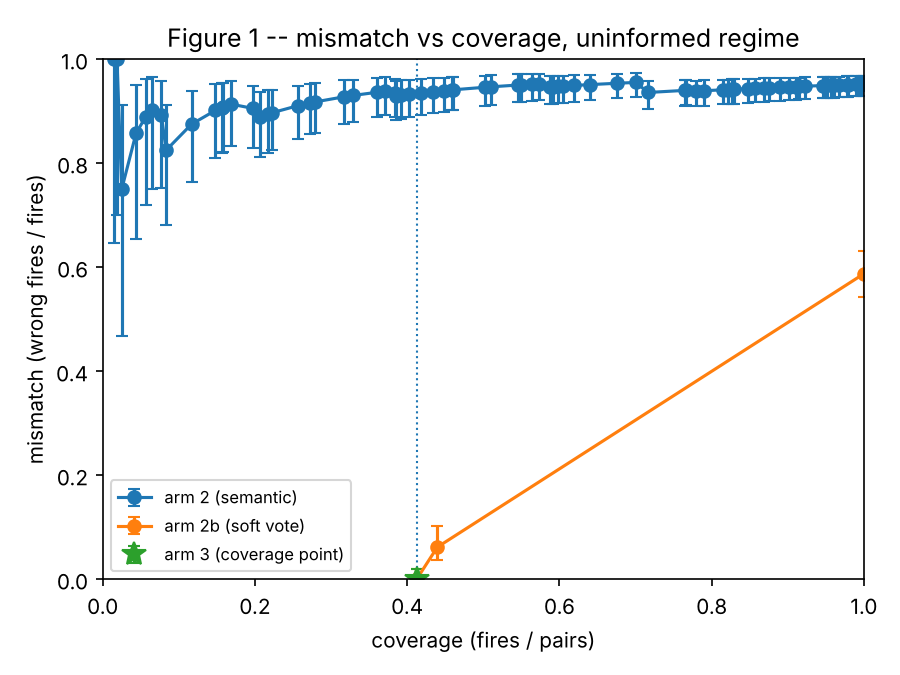 Figure 1 -- mismatch vs coverage, uninformed regime
1.0
0.8
0.6
0.4
0.2
0.0
mismatch (wrong fires / fires)
arm 2 (semantic)
arm 2b (soft vote)
arm 3 (coverage point)
0.0 0.2 0.4 0.6 0.8 1.0
coverage (fires / pairs)